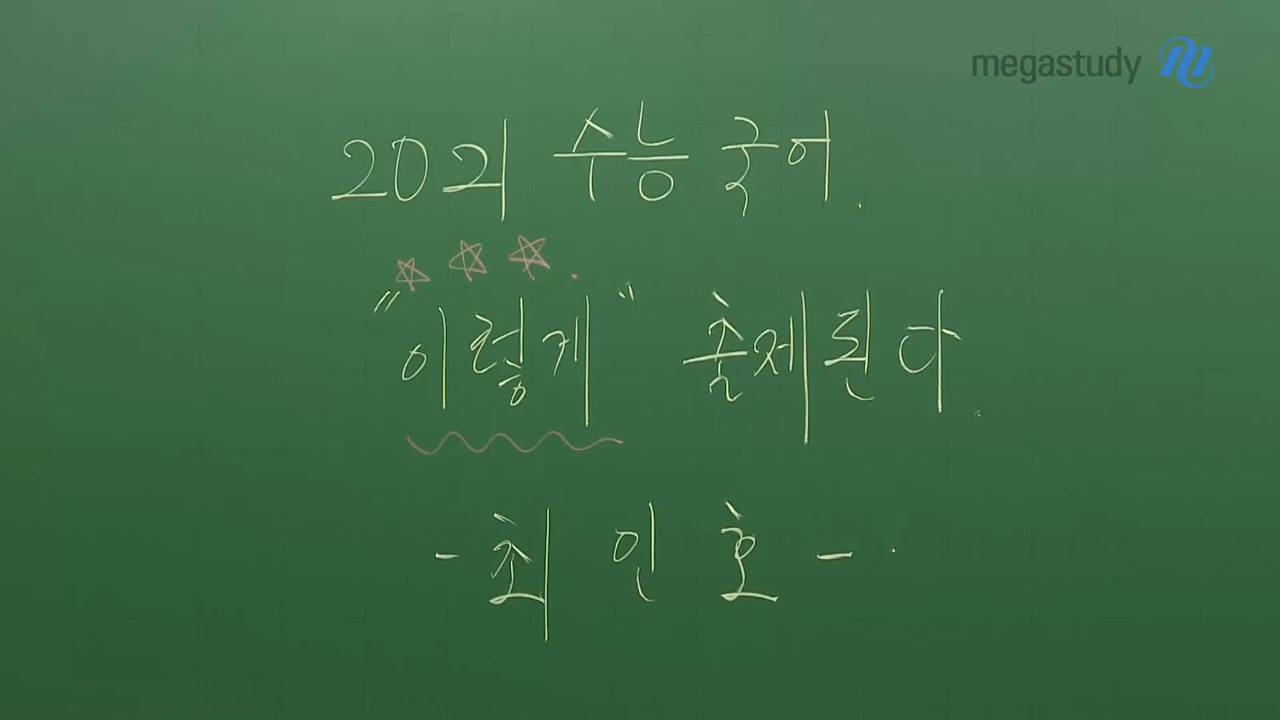 megastudy
2021 수능 국어.
"이렇게" 출제된다.
- 최 인 호 -